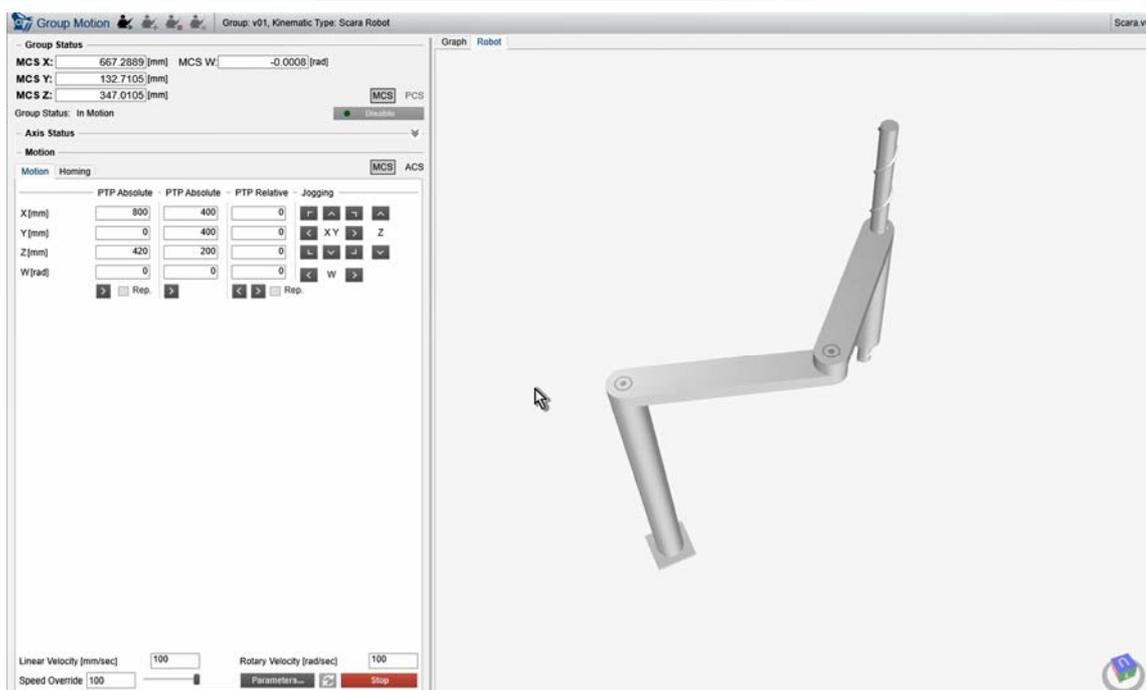 Group Motion Group: v01, Kinematic Type: Scara Robot Scara.v
Group Status
MCS X: 667.2889 [mm] MCS W: -0.0008 [rad]
MCS Y: 132.7105 [mm]
MCS Z: 347.0105 [mm] MCS PCS
Group Status: In Motion Disable
Axis Status
Motion
Motion Homing MCS ACS
PTP Absolute PTP Absolute PTP Relative Jogging
X[mm] 800 400 0
Y[mm] 0 400 0 XY Z
Z[mm] 420 200 0
W[rad] 0 0 0 W
Rep. Rep.
Linear Velocity [mm/sec] 100 Rotary Velocity [rad/sec] 100
Speed Override 100 Parameters... Stop
Graph Robot